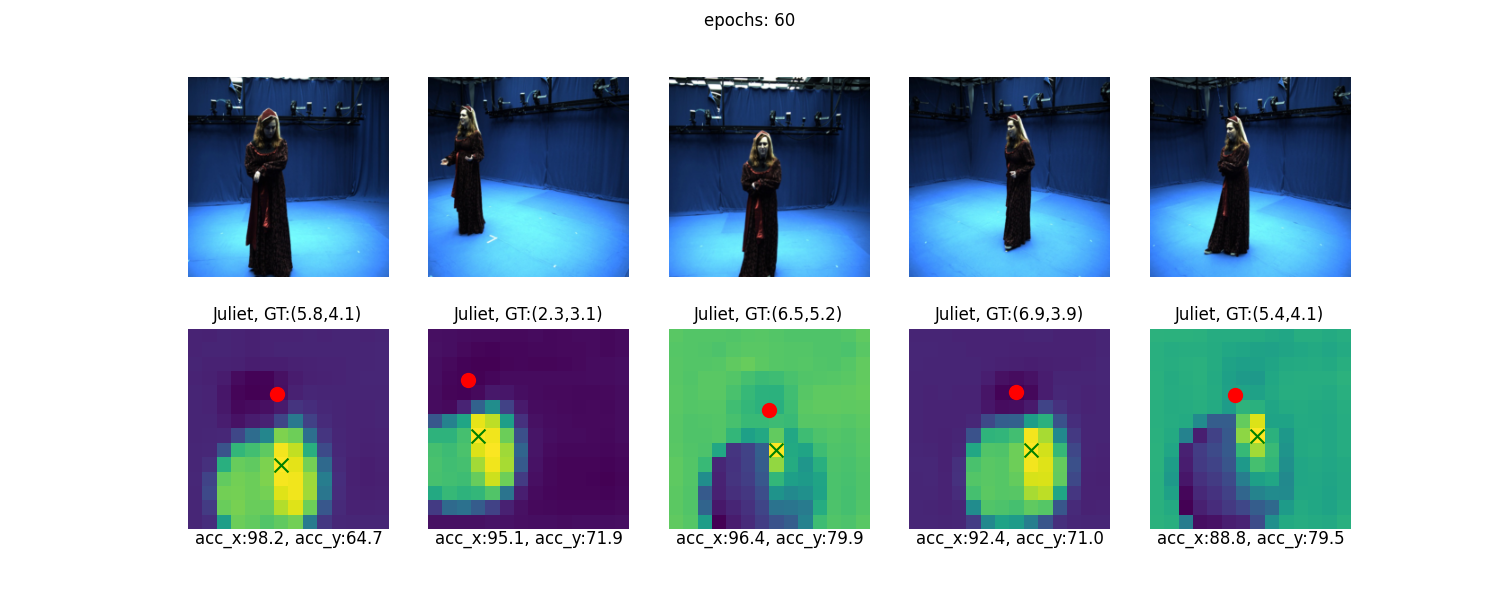 epochs: 60
Juliet, GT:(5.8,4.1)
Juliet, GT:(2.3,3.1)
Juliet, GT:(6.5,5.2)
Juliet, GT:(6.9,3.9)
Juliet, GT:(5.4,4.1)
acc_x:98.2, acc_y:64.7
acc_x:95.1, acc_y:71.9
acc_x:96.4, acc_y:79.9
acc_x:92.4, acc_y:71.0
acc_x:88.8, acc_y:79.5